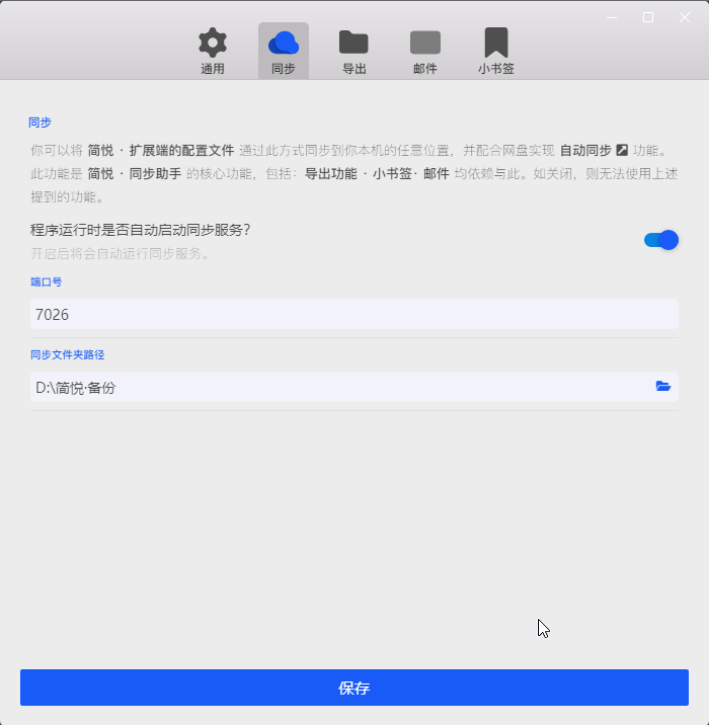 通用 同步 导出 邮件 小书签
同步
你可以将 简悦 · 扩展端的配置文件 通过此方式同步到你本机的任意位置，并配合网盘实现 自动同步 功能。
此功能是 简悦 · 同步助手 的核心功能，包括：导出功能 · 小书签· 邮件 均依赖与此。如关闭，则无法使用上述
提到的功能。
程序运行时是否自动启动同步服务？
开启后将会自动运行同步服务。
端口号
7026
同步文件夹路径
D:\简悦·备份
保存